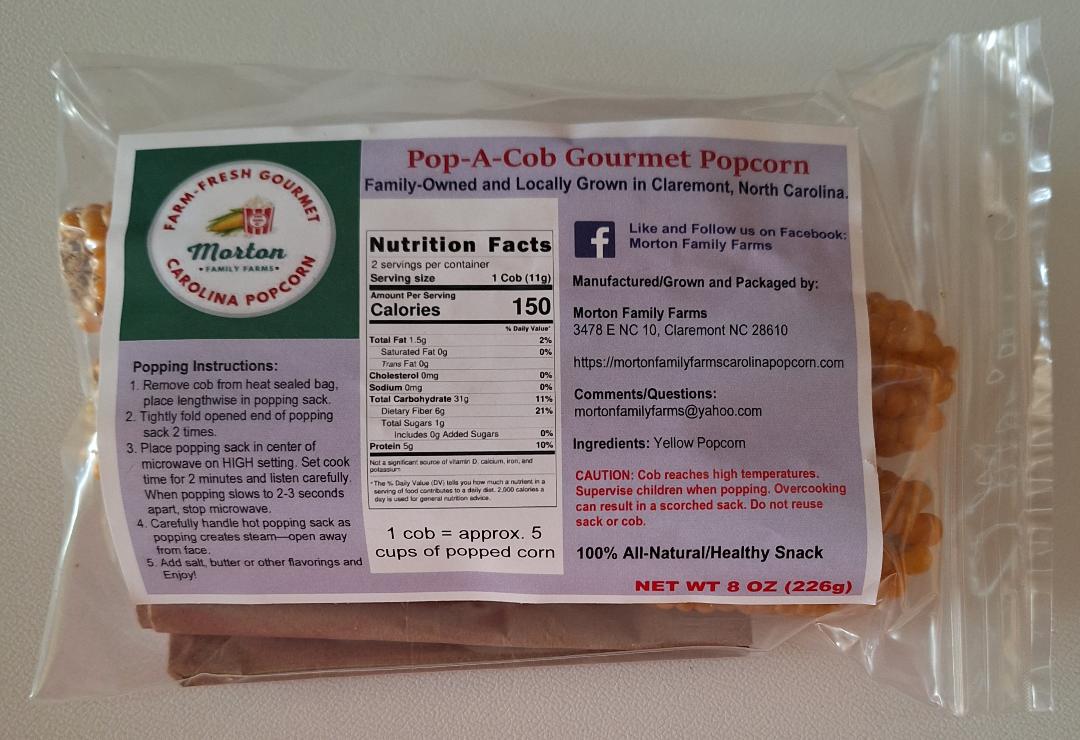 FARM-FRESH GOURMET
Morton
• FAMILY FARMS •
CAROLINA POPCORN
Pop-A-Cob Gourmet Popcorn
Family-Owned and Locally Grown in Claremont, North Carolina.
Popping Instructions:
1. Remove cob from heat sealed bag,
place lengthwise in popping sack.
2. Tightly fold opened end of popping
sack 2 times.
3. Place popping sack in center of
microwave on HIGH setting. Set cook
time for 2 minutes and listen carefully.
When popping slows to 2-3 seconds
apart, stop microwave.
4. Carefully handle hot popping sack as
popping creates steam—open away
from face.
5. Add salt, butter or other flavorings and
Enjoy!
Nutrition Facts
2 servings per container
Serving size 1 Cob (11g)
Amount Per Serving
Calories 150
% Daily Value*
Total Fat 1.5g 2%
Saturated Fat 0g 0%
Trans Fat 0g
Cholesterol 0mg 0%
Sodium 0mg 0%
Total Carbohydrate 31g 11%
Dietary Fiber 6g 21%
Total Sugars 1g
Includes 0g Added Sugars 0%
Protein 5g 10%
Not a significant source of vitamin D, calcium, iron, and
potassium
*The % Daily Value (DV) tells you how much a nutrient in a
serving of food contributes to a daily diet. 2,000 calories a
day is used for general nutrition advice.
1 cob = approx. 5
cups of popped corn
Like and Follow us on Facebook:
Morton Family Farms
Manufactured/Grown and Packaged by:
Morton Family Farms
3478 E NC 10, Claremont NC 28610
https://mortonfamilyfarmscarolinapopcorn.com
Comments/Questions:
mortonfamilyfarms@yahoo.com
Ingredients: Yellow Popcorn
CAUTION: Cob reaches high temperatures.
Supervise children when popping. Overcooking
can result in a scorched sack. Do not reuse
sack or cob.
100% All-Natural/Healthy Snack
NET WT 8 OZ (226g)